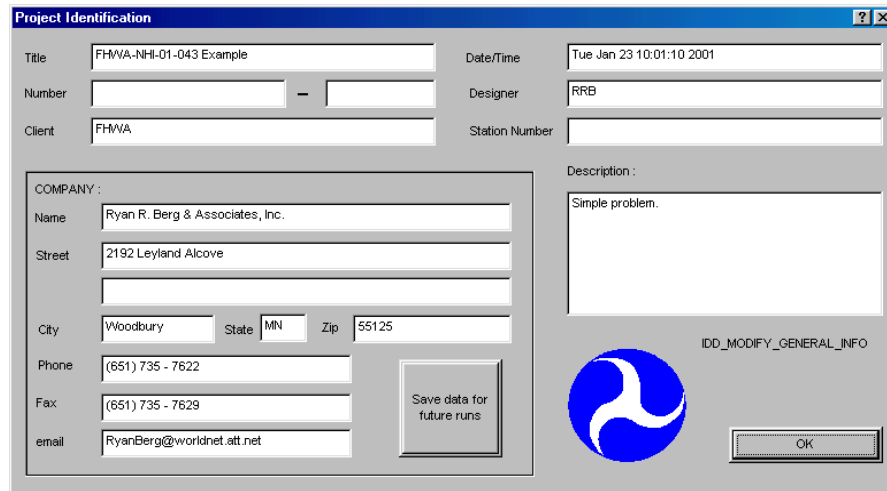 Project Identification
Title FHWA-NHI-01-043 Example Date/Time Tue Jan 23 10:01:10 2001
Number – Designer RRB
Client FHWA Station Number
Description :
COMPANY :
Simple problem.
Name Ryan R. Berg & Associates, Inc.
Street 2192 Leyland Alcove
City Woodbury State MN Zip 55125
IDD_MODIFY_GENERAL_INFO
Phone (651) 735 - 7622
Fax (651) 735 - 7629
Save data for
future runs
email RyanBerg@worldnet.att.net
OK